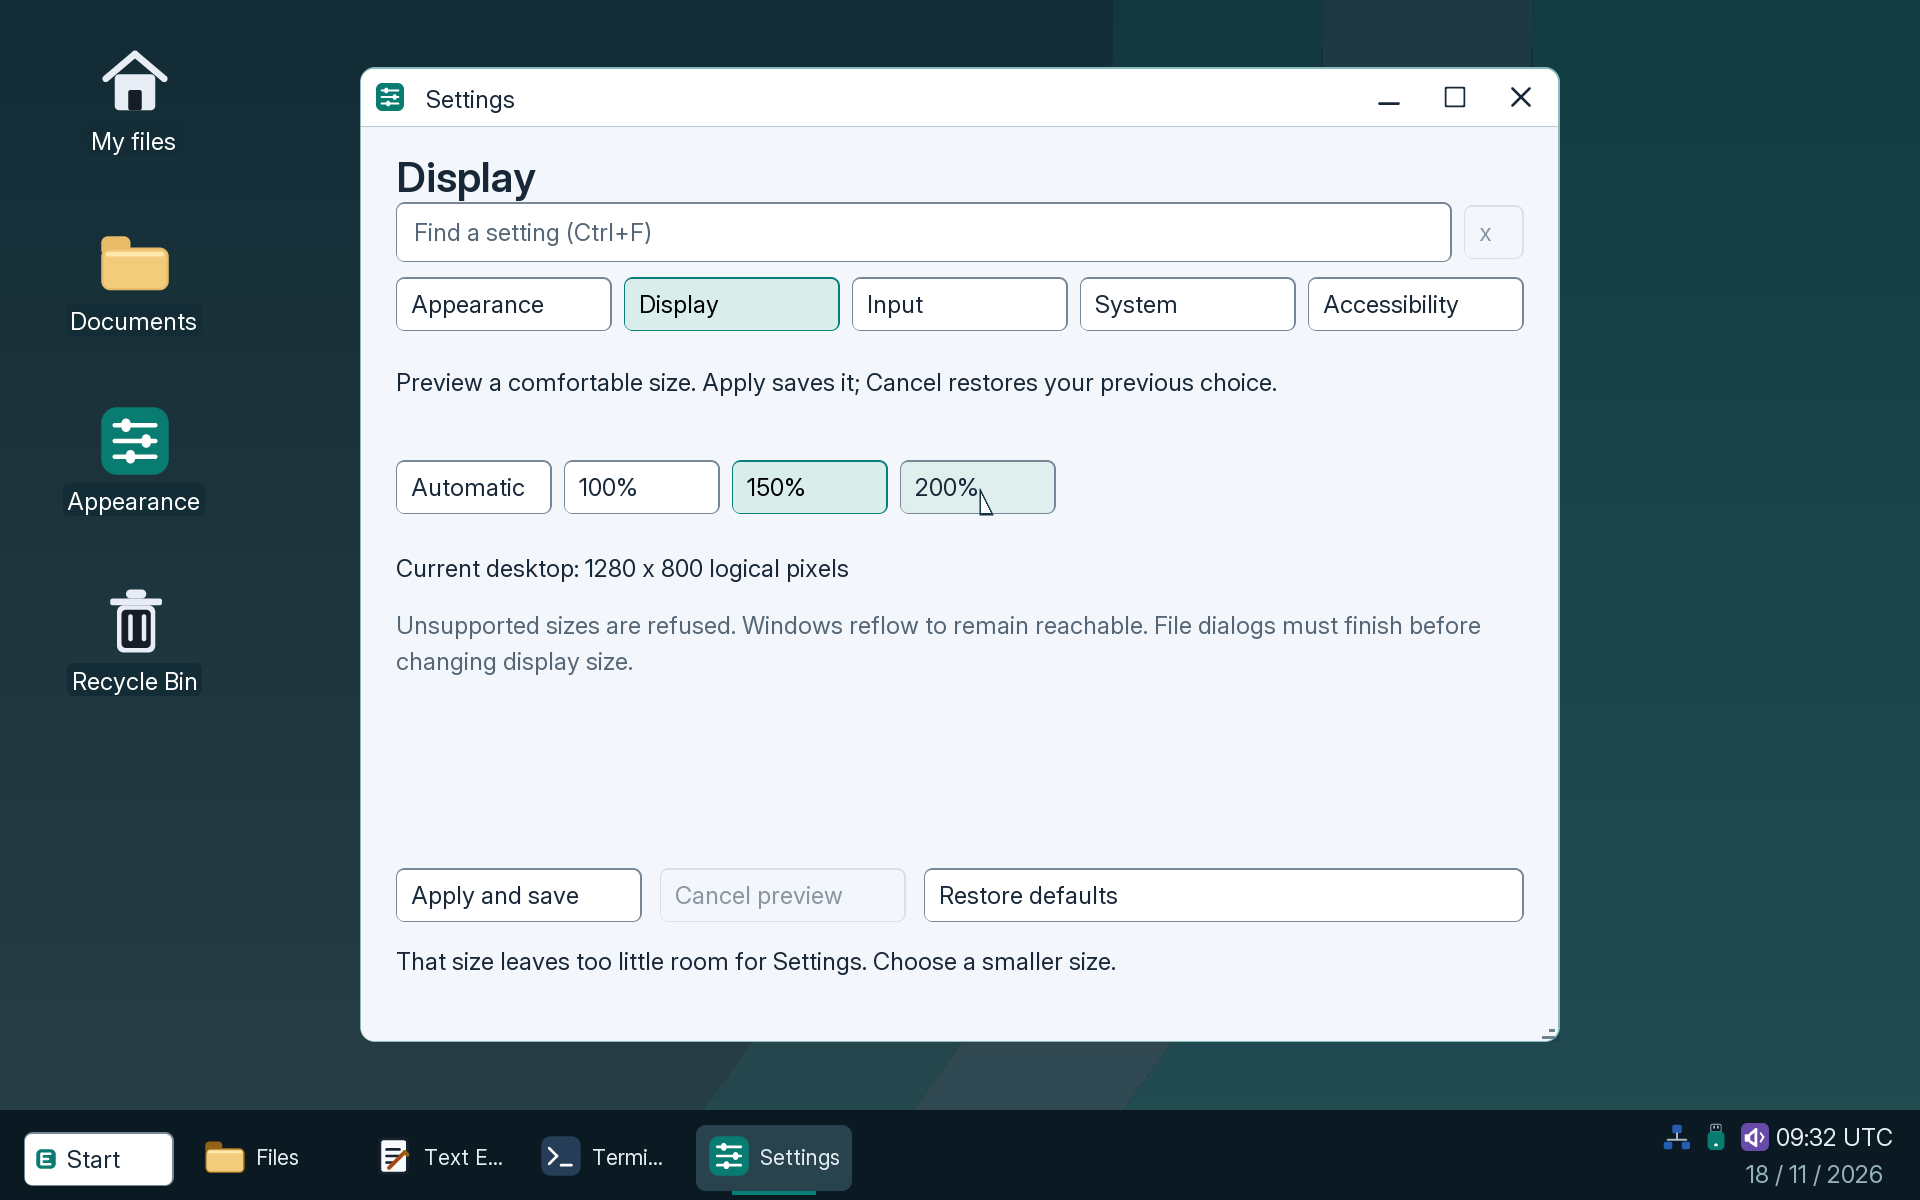 My files
Documents
Appearance
Recycle Bin
Settings
Display
Find a setting (Ctrl+F)
x
Appearance
Display
Input
System
Accessibility
Preview a comfortable size. Apply saves it; Cancel restores your previous choice.
Automatic
100%
150%
200%
Current desktop: 1280 x 800 logical pixels
Unsupported sizes are refused. Windows reflow to remain reachable. File dialogs must finish before
changing display size.
Apply and save
Cancel preview
Restore defaults
That size leaves too little room for Settings. Choose a smaller size.
E Start
Files
Text E...
Termi...
Settings
09:32 UTC
18 / 11 / 2026